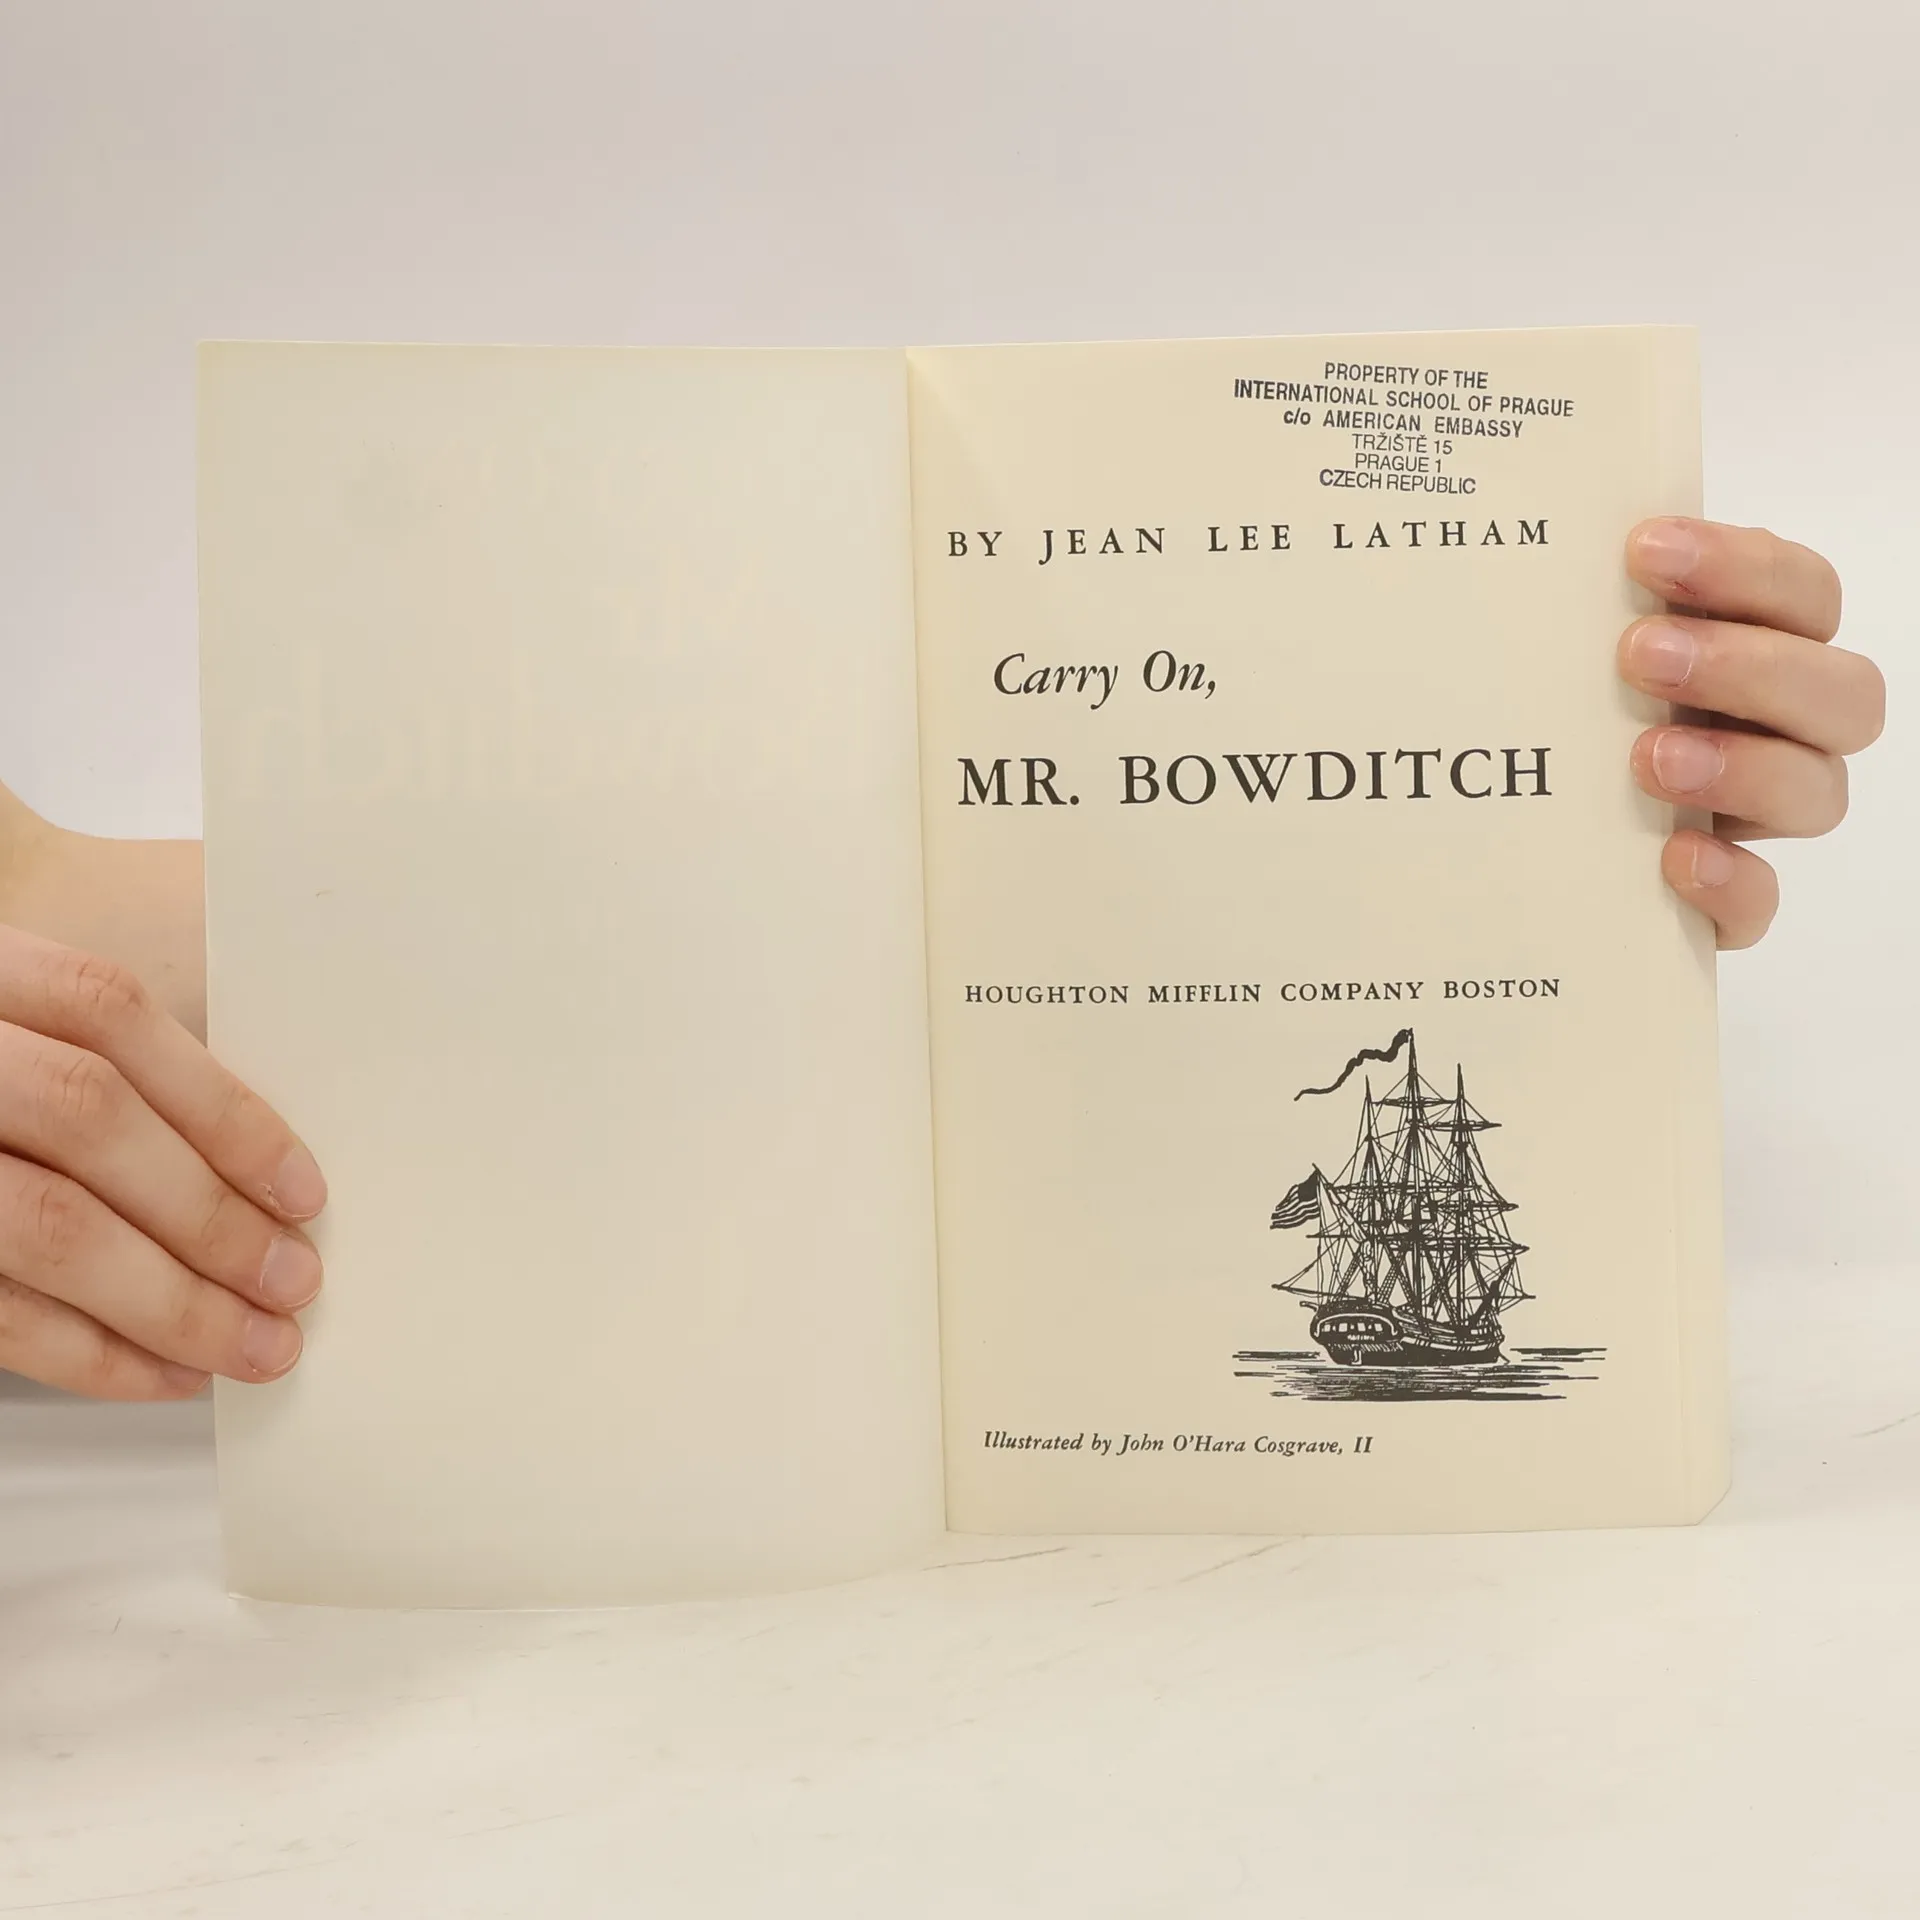 PROPERTY OF THE
INTERNATIONAL SCHOOL OF PRAGUE
c/o AMERICAN EMBASSY
TRŽIŠTĚ 15
PRAGUE 1
CZECH REPUBLIC
BY JEAN LEE LATHAM
Carry On,
MR. BOWDITCH
HOUGHTON MIFFLIN COMPANY BOSTON
Illustrated by John O'Hara Cosgrave, II